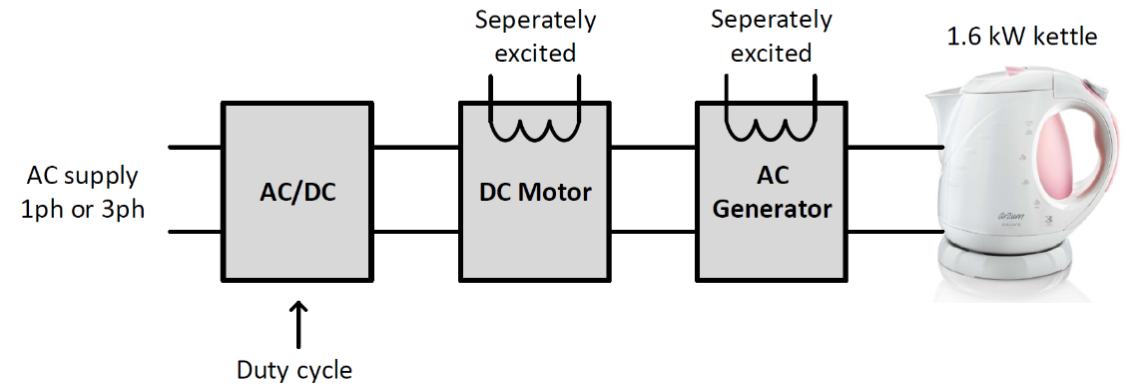 Seperately
excited
Seperately
excited
1.6 kW kettle
AC supply
1ph or 3ph
AC/DC
DC Motor
AC
Generator
Duty cycle
arzum